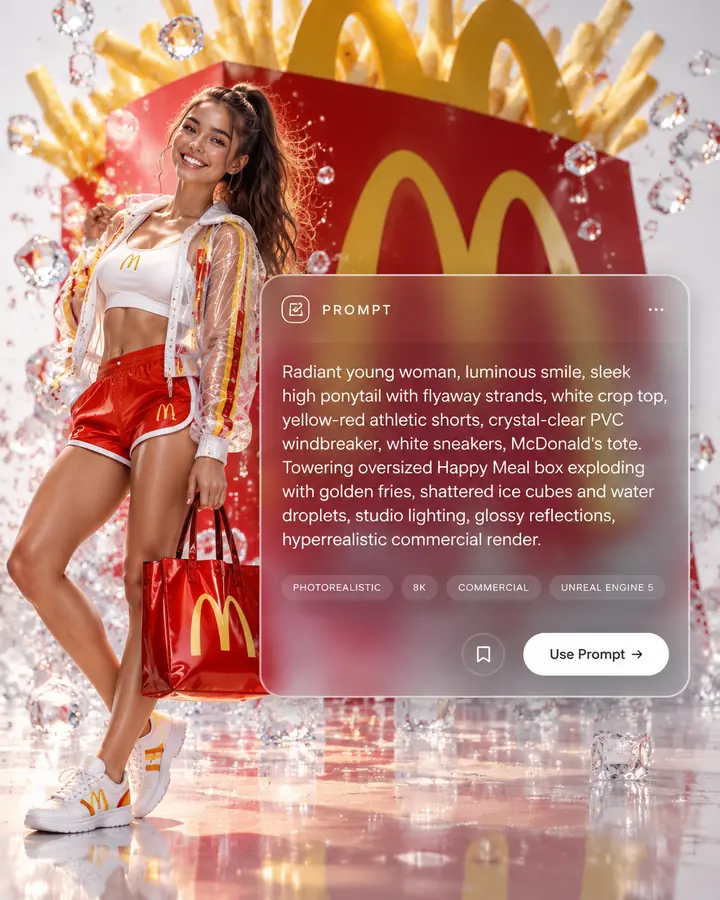 PROMPT
Radiant young woman, luminous smile, sleek
high ponytail with flyaway strands, white crop top,
yellow-red athletic shorts, crystal-clear PVC
windbreaker, white sneakers, McDonald's tote.
Towering oversized Happy Meal box exploding
with golden fries, shattered ice cubes and water
droplets, studio lighting, glossy reflections,
hyperrealistic commercial render.
PHOTOREALISTIC 8K COMMERCIAL UNREAL ENGINE 5
Use Prompt →